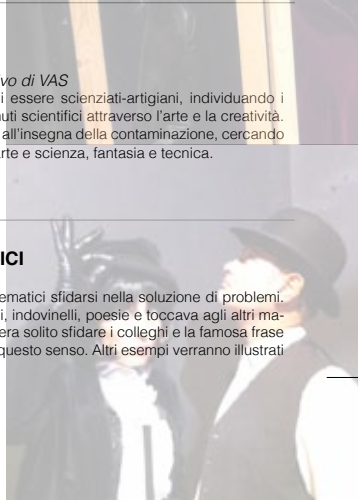 vo di VAS
i essere scienziati-artigiani, individuando i
uti scientifici attraverso l'arte e la creatività.
all'insegna della contaminazione, cercando
rte e scienza, fantasia e tecnica.
ICI
ematici sfidarsi nella soluzione di problemi.
i, indovinelli, poesie e toccava agli altri ma-
era solito sfidare i colleghi e la famosa frase
questo senso. Altri esempi verranno illustrati